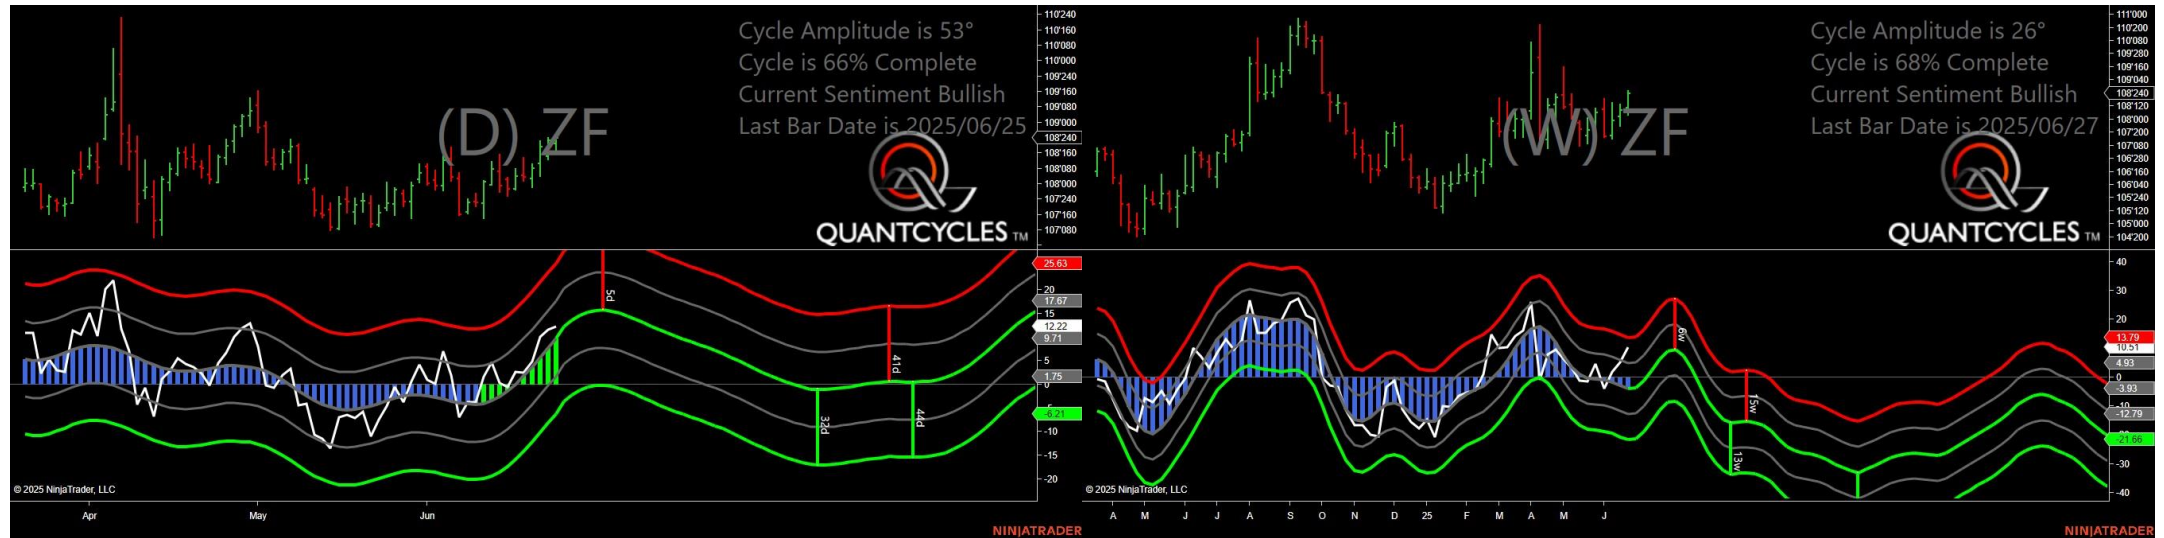 Cycle Amplitude is 53°
Cycle is 66% Complete
Current Sentiment Bullish
Last Bar Date is 2025/06/25
(D) ZF
QUANTCYCLES TM
110'240
110'160
110'080
110'000
109'240
109'160
109'080
109'000
108'240
108'160
108'080
108'000
107'240
107'160
107'080
25.63
20
17.67
15
12.22
9.71
5
1.75
0
-6.21
-10
-15
-20
5d
32d
41d
44d
© 2025 NinjaTrader, LLC
Apr May Jun
NINJATRADER
Cycle Amplitude is 26°
Cycle is 68% Complete
Current Sentiment Bullish
Last Bar Date is 2025/06/27
(W) ZF
QUANTCYCLES TM
111'000
110'200
110'080
109'280
109'160
109'040
108'240
108'120
108'000
107'200
107'080
106'280
106'160
106'040
105'240
105'120
105'000
104'200
40
30
20
13.79
10.51
4.93
0
-3.93
-10
-12.79
-21.66
-30
-40
6w
13w
15w
© 2025 NinjaTrader, LLC
A M J J A S O N D 25 F M A M J
NINJATRADER